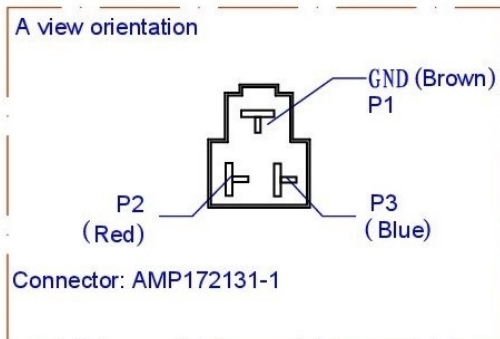 A view orientation
GND (Brown)
P1
P2
(Red)
P3
(Blue)
Connector: AMP172131-1